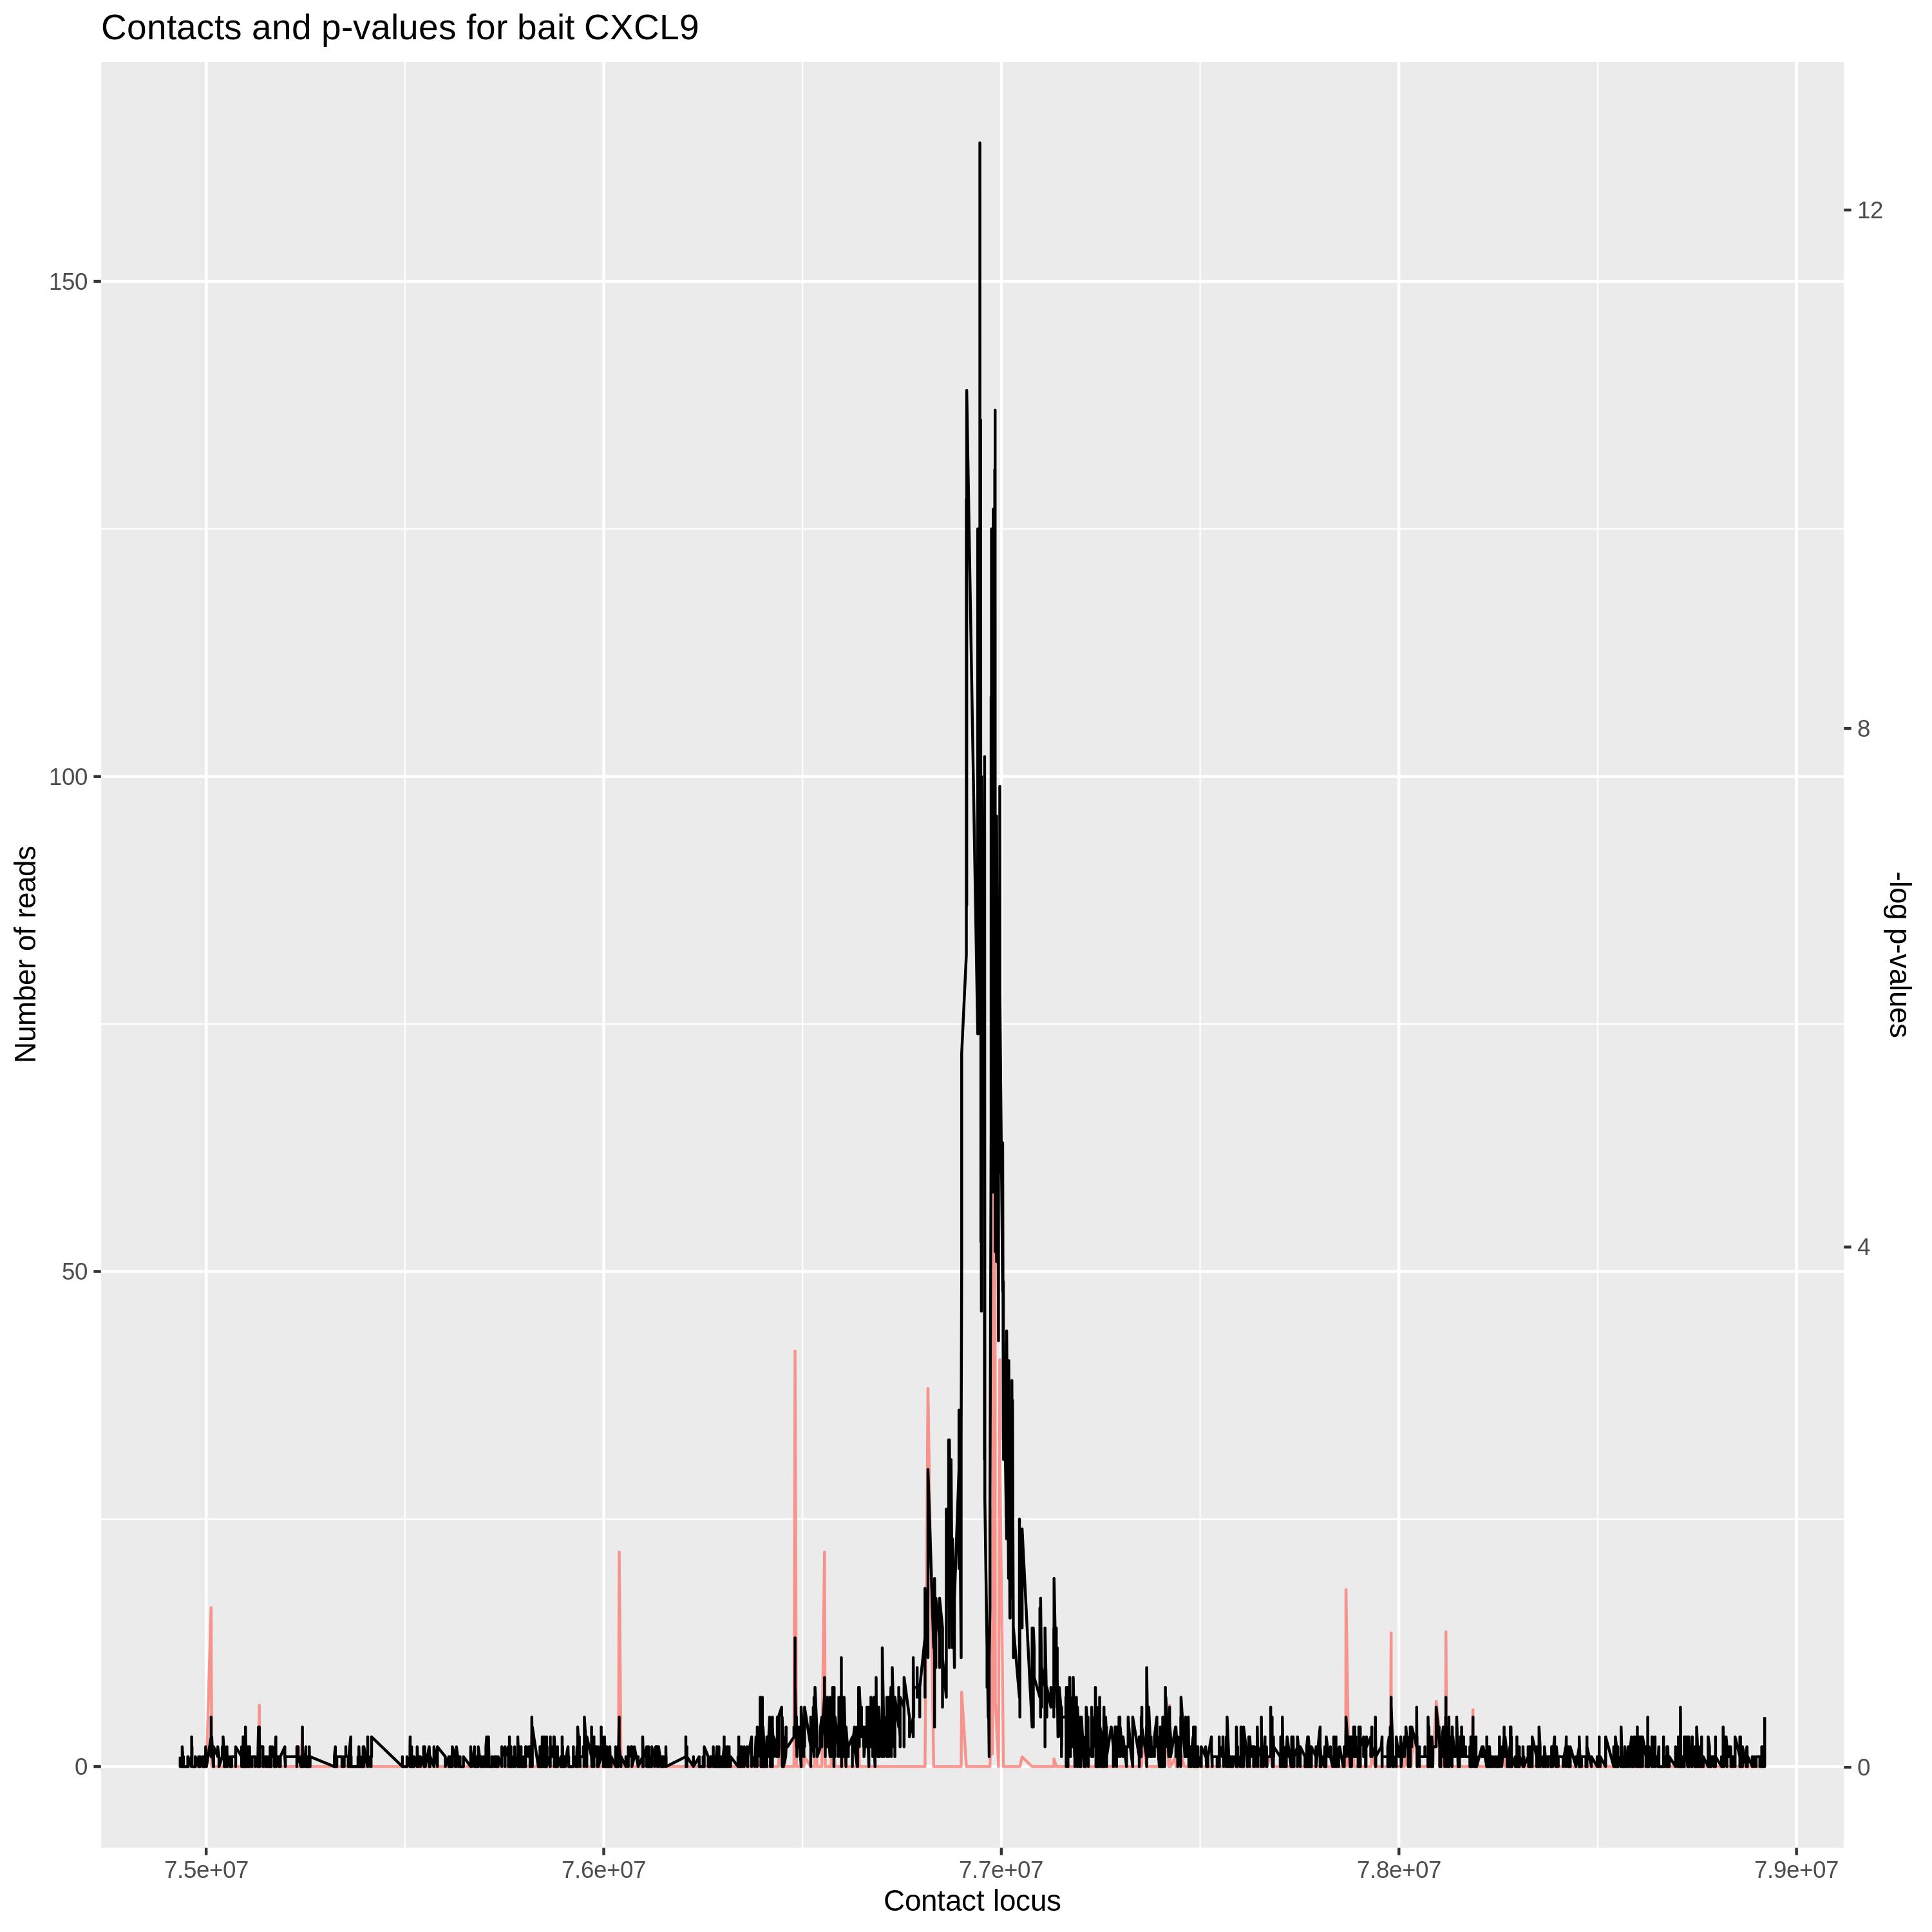 Contacts and p-values for bait CXCL9
Number of reads
150
100
50
0
12
8
4
0
-log p-values
7.5e+07
7.6e+07
7.7e+07
7.8e+07
7.9e+07
Contact locus